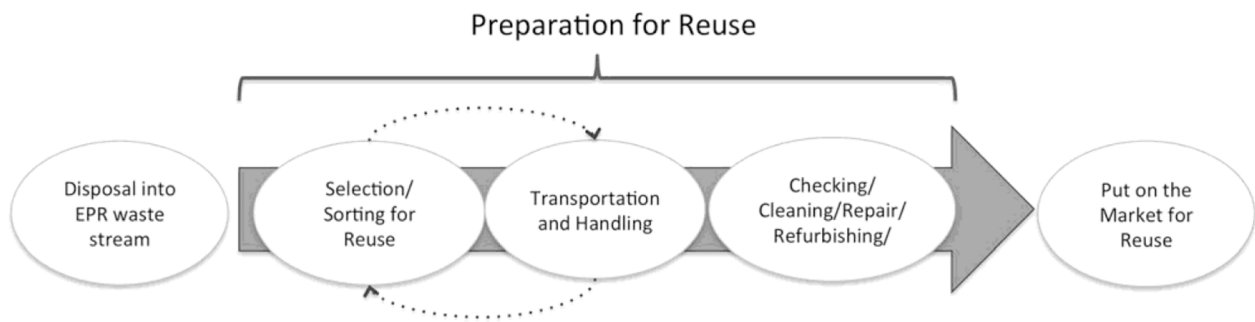 Preparation for Reuse
Disposal into
EPR waste
stream
Selection/
Sorting for
Reuse
Transportation
and Handling
Checking/
Cleaning/Repair/
Refurbishing/
Put on the
Market for
Reuse